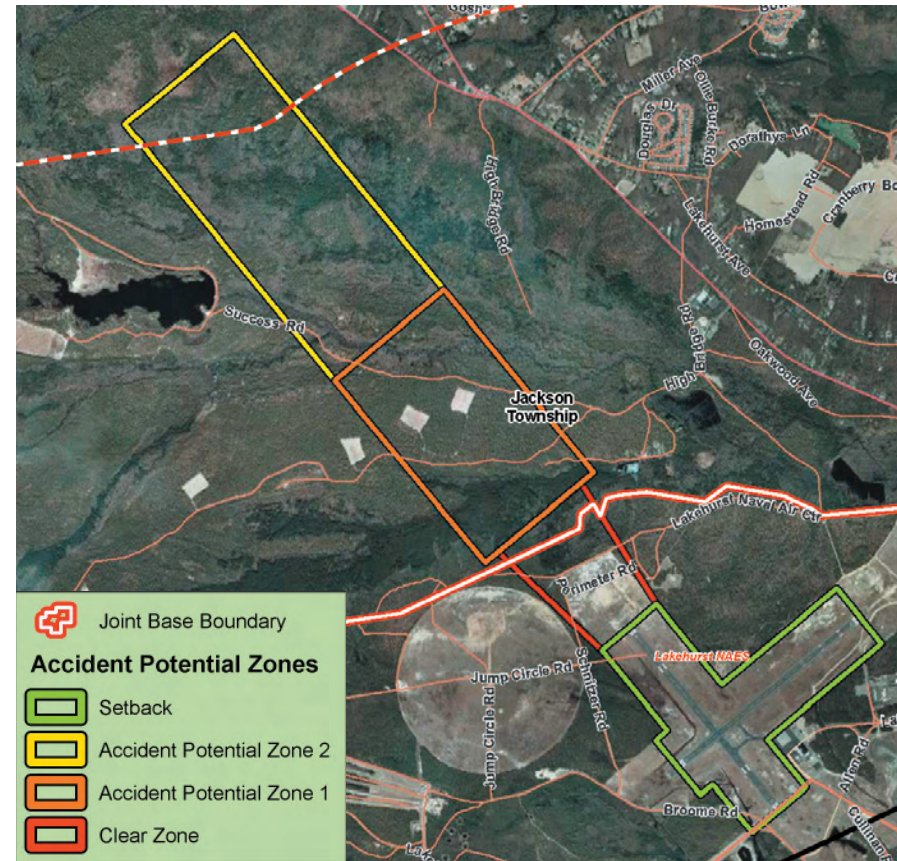 Gosh
Miller Ave
Ollie Burke Rd
Douglas Dr
Dorathys Ln
High Bridge Rd
Homestead Rd
Cranberry Bo
Lakehurst Ave
Success Rd
High Bridge Rd
Oakwood Ave
Jackson
Township
Lakehurst Naval Air Ctr
Perimeter Rd
Joint Base Boundary
Accident Potential Zones
Setback
Accident Potential Zone 2
Accident Potential Zone 1
Clear Zone
Lakehurst NAES
Jump Circle Rd
Schnitzer Rd
Jump Circle Rd
Allen Rd
Broome Rd